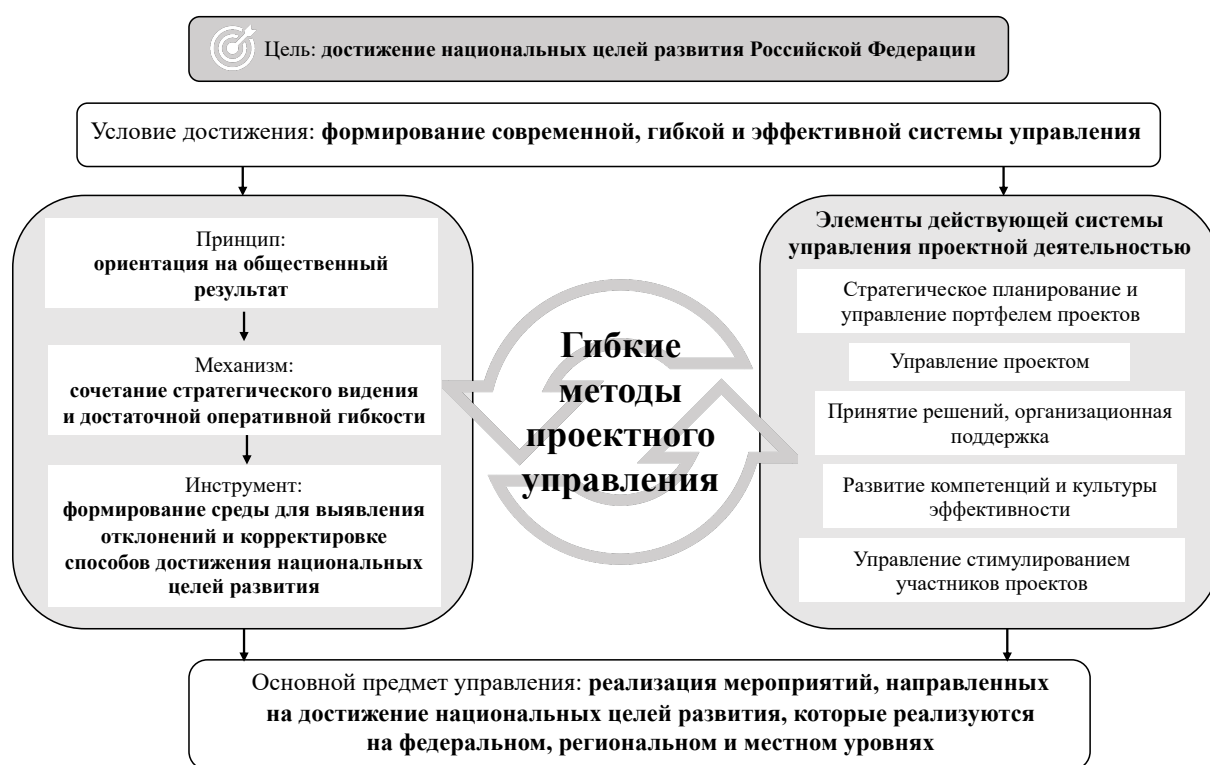 Цель: достижение национальных целей развития Российской Федерации
Условие достижения: формирование современной, гибкой и эффективной системы управления
Принцип:
ориентация на общественный
результат
Механизм:
сочетание стратегического видения
и достаточной оперативной гибкости
Инструмент:
формирование среды для выявления
отклонений и корректировке
способов достижения национальных
целей развития
Гибкие
методы
проектного
управления
Элементы действующей системы
управления проектной деятельностью
Стратегическое планирование и
управление портфелем проектов
Управление проектом
Принятие решений, организационная
поддержка
Развитие компетенций и культуры
эффективности
Управление стимулированием
участников проектов
Основной предмет управления: реализация мероприятий, направленных
на достижение национальных целей развития, которые реализуются
на федеральном, региональном и местном уровнях